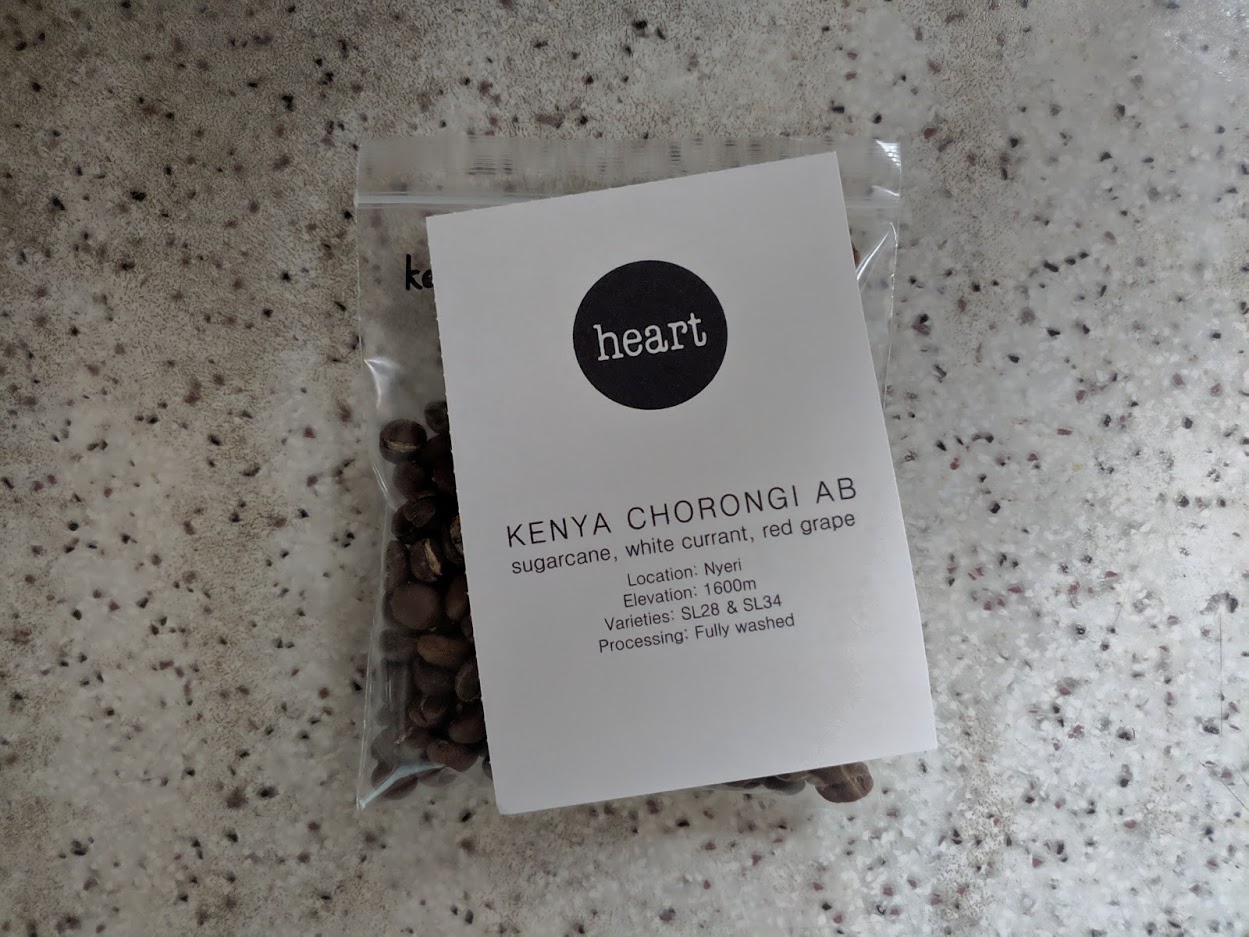 ke
heart
KENYA CHORONGI AB
sugarcane, white currant, red grape
Location: Nyeri
Elevation: 1600m
Varieties: SL28 & SL34
Processing: Fully washed